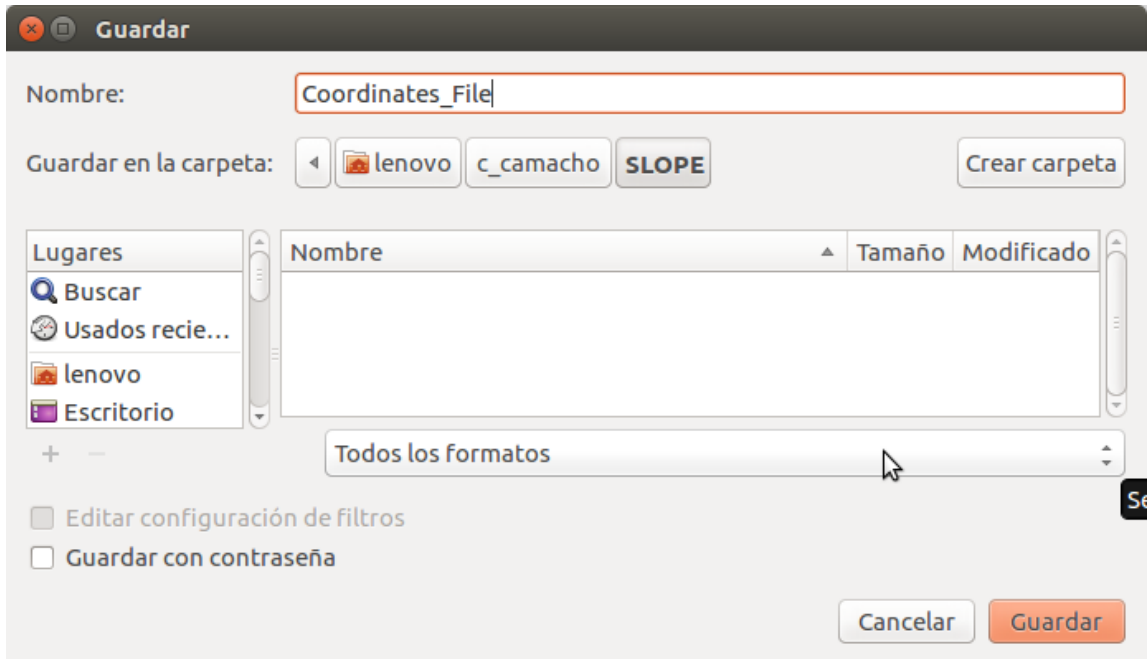 Guardar
Nombre: Coordinates_File
Guardar en la carpeta: lenovo c_camacho SLOPE Crear carpeta
Lugares Nombre Tamaño Modificado
Buscar
Usados recie...
lenovo
Escritorio
Todos los formatos
Se
Editar configuración de filtros
Guardar con contraseña
Cancelar Guardar